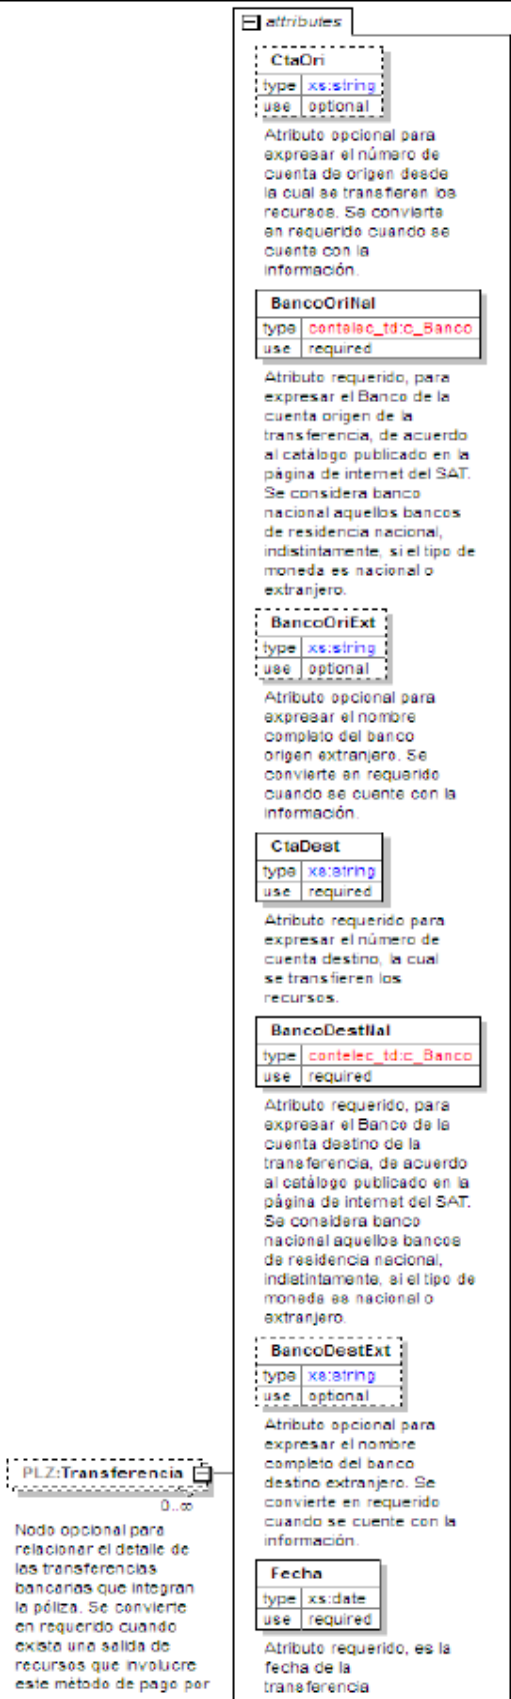 attributes
CtaOri
type xs:string
use optional
Atributo opcional para
expresar el número de
cuenta de origen desde
la cual se transfieren los
recursos. Se convierte
en requerido cuando se
cuente con la
información.
BancoOriNal
type contelec_td:c_Banco
use required
Atributo requerido, para
expresar el Banco de la
cuenta origen de la
transferencia, de acuerdo
al catálogo publicado en la
página de internet del SAT.
Se considera banco
nacional aquellos bancos
de residencia nacional,
indistintamente, si el tipo de
moneda es nacional o
extranjero.
BancoOriExt
type xs:string
use optional
Atributo opcional para
expresar el nombre
completo del banco
origen extranjero. Se
convierte en requerido
cuando se cuente con la
información.
CtaDest
type xs:string
use required
Atributo requerido para
expresar el número de
cuenta destino, la cual
se transfieren los
recursos.
BancoDestNal
type contelec_td:c_Banco
use required
Atributo requerido, para
expresar el Banco de la
cuenta destino de la
transferencia, de acuerdo
al catálogo publicado en la
página de internet del SAT.
Se considera banco
nacional aquellos bancos
de residencia nacional,
indistintamente, si el tipo de
moneda es nacional o
extranjero.
BancoDestExt
type xs:string
use optional
Atributo opcional para
expresar el nombre
completo del banco
destino extranjero. Se
convierte en requerido
cuando se cuente con la
información.
Fecha
type xs:date
use required
Atributo requerido, es la
fecha de la
transferencia
PLZ:Transferencia
0..∞
Nodo opcional para
relacionar el detalle de
las transferencias
bancarias que integran
la póliza. Se convierte
en requerido cuando
exista una salida de
recursos que involucre
este método de pago por